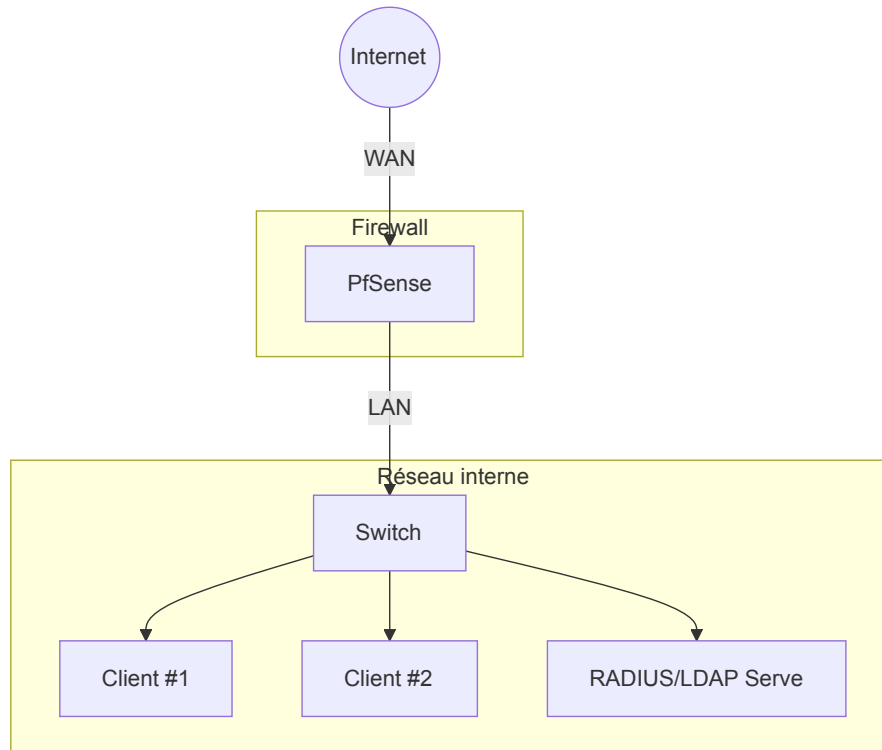 Internet
WAN
Firewall
PfSense
LAN
Réseau interne
Switch
Client #1
Client #2
RADIUS/LDAP Serve